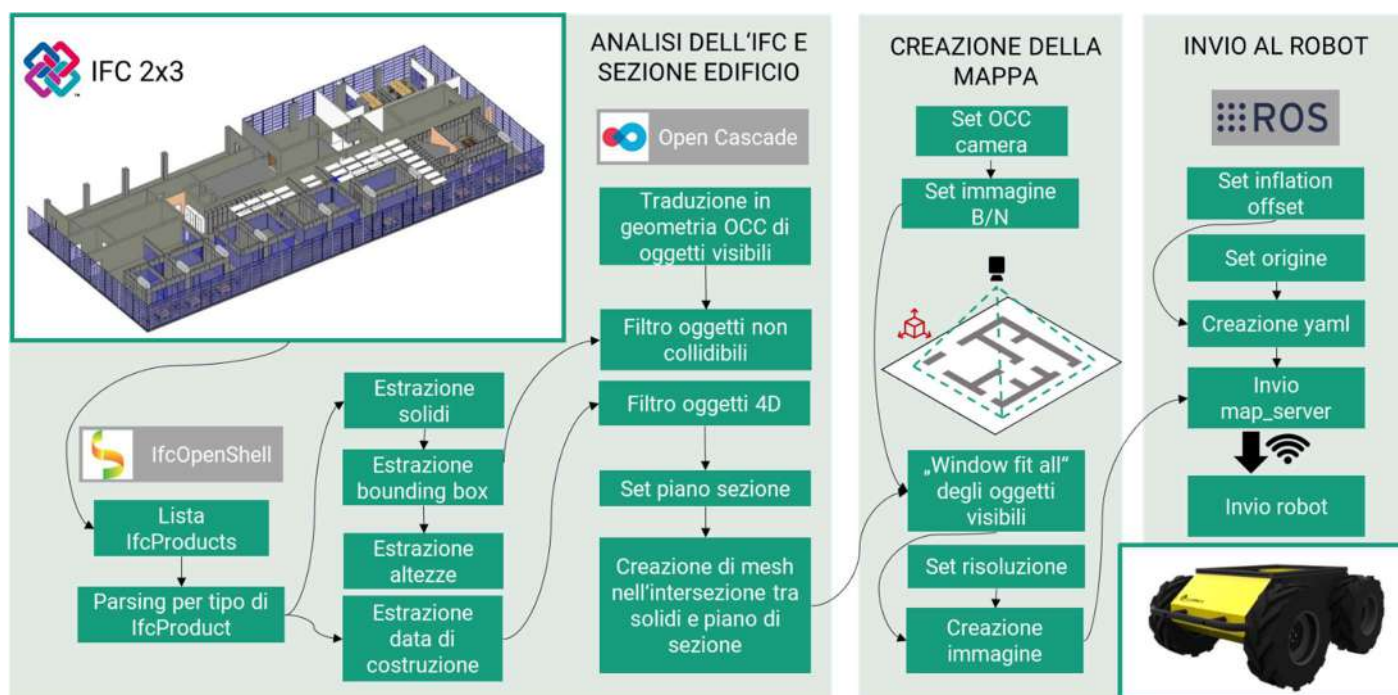 IFC 2x3
IfcOpenShell
Lista
IfcProducts
Parsing per tipo di
IfcProduct
Estrazione
solidi
Estrazione
bounding box
Estrazione
altezze
Estrazione
data di
costruzione
ANALISI DELL'IFC E
SEZIONE EDIFICIO
Open Cascade
Traduzione in
geometria OCC di
oggetti visibili
Filtro oggetti non
collidibili
Filtro oggetti 4D
Set piano sezione
Creazione di mesh
nell'intersezione tra
solidi e piano di
sezione
CREAZIONE DELLA
MAPPA
Set OCC
camera
Set immagine
B/N
„Window fit all“
degli oggetti
visibili
Set risoluzione
Creazione
immagine
INVIO AL ROBOT
ROS
Set inflation
offset
Set origine
Creazione yaml
Invio
map_server
Invio robot